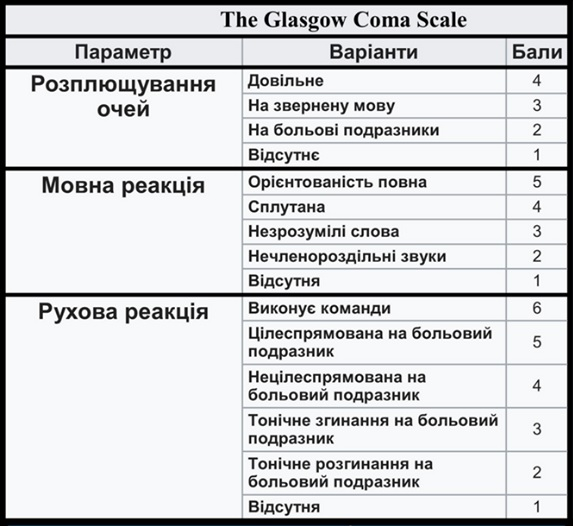 The Glasgow Coma Scale
Параметр Варіанти Бали
Розплющування очей
Довільне 4
На звернену мову 3
На больові подразники 2
Відсутнє 1
Мовна реакція
Орієнтованість повна 5
Сплутана 4
Незрозумілі слова 3
Нечленороздільні звуки 2
Відсутня 1
Рухова реакція
Виконує команди 6
Цілеспрямована на больовий
подразник 5
Нецілеспрямована на
больовий подразник 4
Тонічне згинання на больовий
подразник 3
Тонічне розгинання на
больовий подразник 2
Відсутня 1